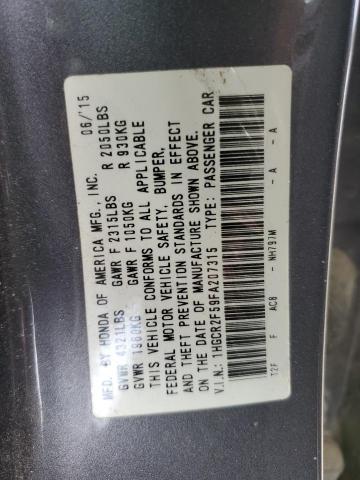 MFD. BY HONDA OF AMERICA MFG., INC. 06/'15
GVWR 4321LBS GAWR F 2315LBS R 2050LBS
GVWR 1960KG GAWR F 1050KG R 930KG
THIS VEHICLE CONFORMS TO ALL APPLICABLE
FEDERAL MOTOR VEHICLE SAFETY, BUMPER,
AND THEFT PREVENTION STANDARDS IN EFFECT
ON THE DATE OF MANUFACTURE SHOWN ABOVE.
V.I.N.: 1HGCR2F59FA207315 TYPE: PASSENGER CAR
T2F F AC8 - NH797M - A - A